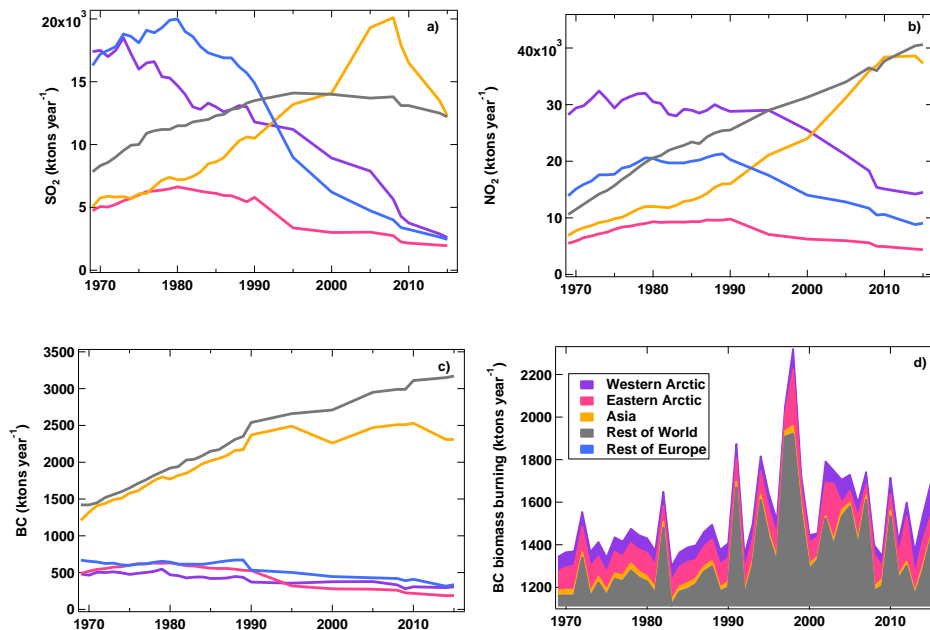 a)
SO2 (ktons year-1)
20x103
15
10
5
0
1970 1980 1990 2000 2010
b)
NO2 (ktons year-1)
40x103
30
20
10
0
1970 1980 1990 2000 2010
c)
BC (ktons year-1)
3500
3000
2500
2000
1500
1000
500
0
1970 1980 1990 2000 2010
d)
BC biomass burning (ktons year-1)
2200
2000
1800
1600
1400
1200
Western Arctic
Eastern Arctic
Asia
Rest of World
Rest of Europe
1970 1980 1990 2000 2010